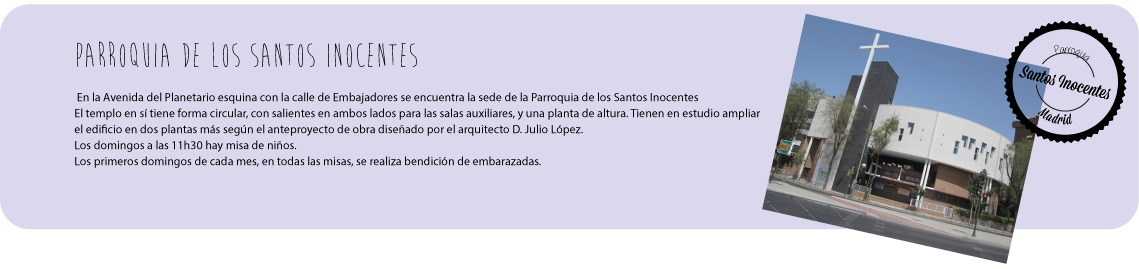 PARROQUIA DE LOS SANTOS INOCENTES
En la Avenida del Planetario esquina con la calle de Embajadores se encuentra la sede de la Parroquia de los Santos Inocentes
El templo en sí tiene forma circular, con salientes en ambos lados para las salas auxiliares, y una planta de altura. Tienen en estudio ampliar
el edificio en dos plantas más según el anteproyecto de obra diseñado por el arquitecto D. Julio López.
Los domingos a las 11h30 hay misa de niños.
Los primeros domingos de cada mes, en todas las misas, se realiza bendición de embarazadas.
Parroquia
Santos Inocentes
Madrid